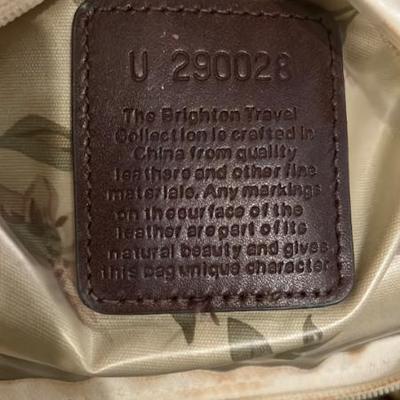 U 290028
The Brighton Travel
Collection is crafted in
China from quality
leathers and other fine
materials. Any markings
on the surface of the
leather are part of its
natural beauty and gives
this bag unique character